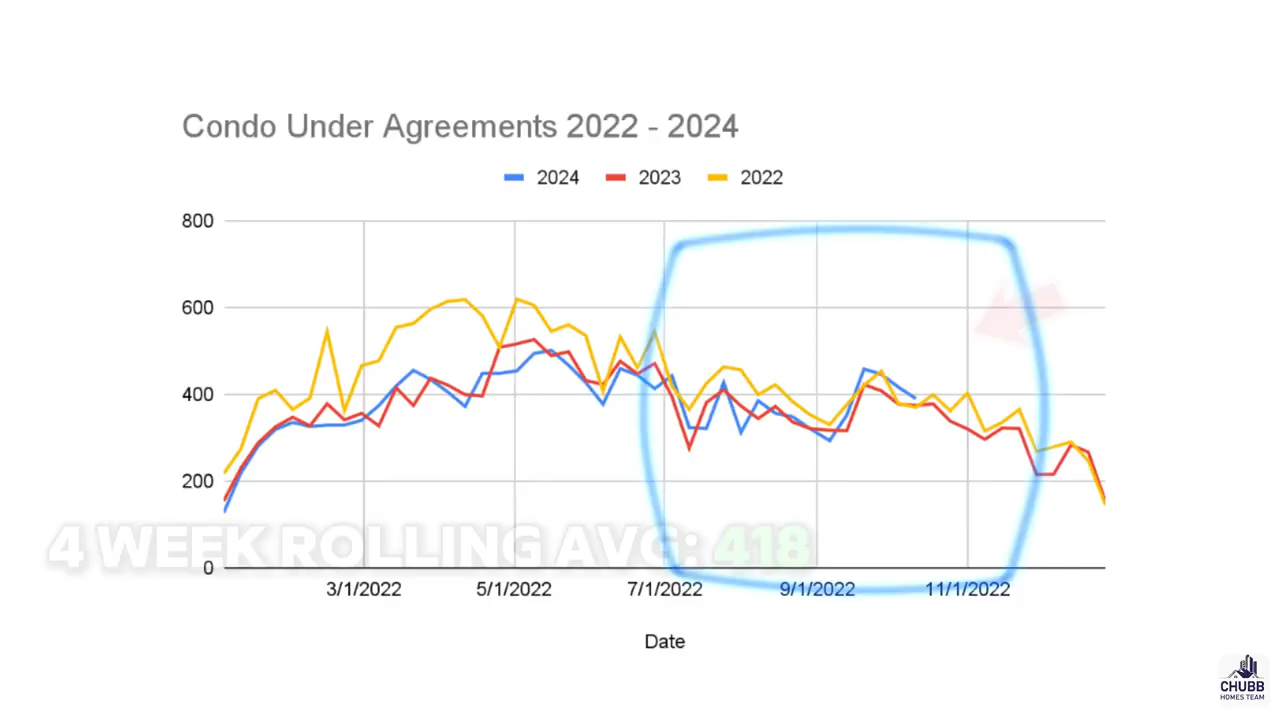 Condo Under Agreements 2022 - 2024
2024 2023 2022
800
600
400
200
0
4 WEEK ROLLING AVG: 418
3/1/2022 5/1/2022 7/1/2022 9/1/2022 11/1/2022
Date
CHUBB
HOMES TEAM